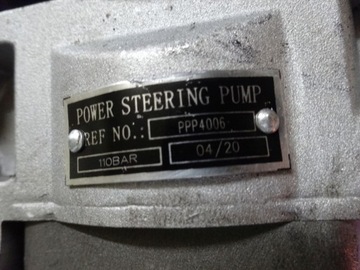 POWER STEERING PUMP
REF NO.: PPP4006
110BAR 04/20